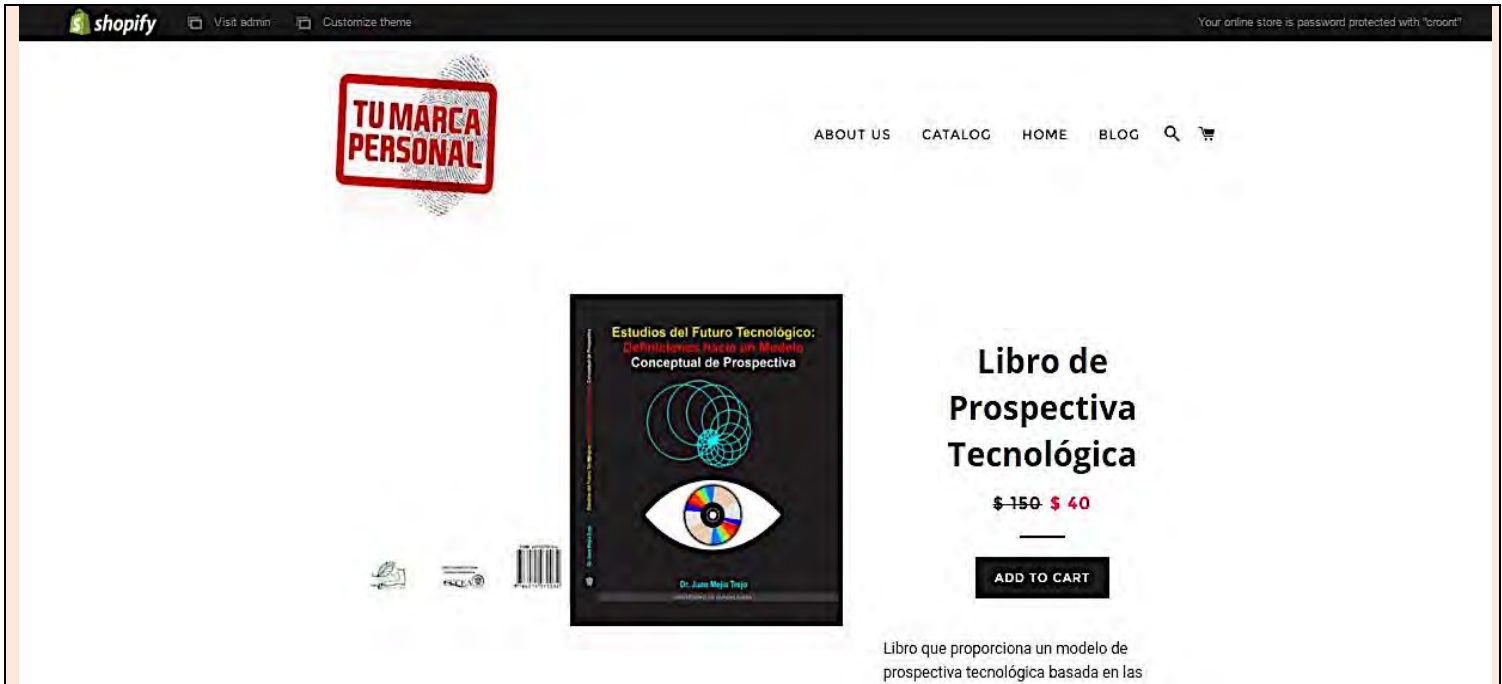 shopify Visit admin Customize theme Your online store is password protected with "croont"
TU MARCA
PERSONAL
ABOUT US CATALOG HOME BLOG
Estudios del Futuro Tecnológico:
Definiciones hacia un Modelo
Conceptual de Prospectiva
Dr. Juan Mejía Trejo
Libro de
Prospectiva
Tecnológica
$ 150 $ 40
ADD TO CART
Libro que proporciona un modelo de
prospectiva tecnológica basada en las